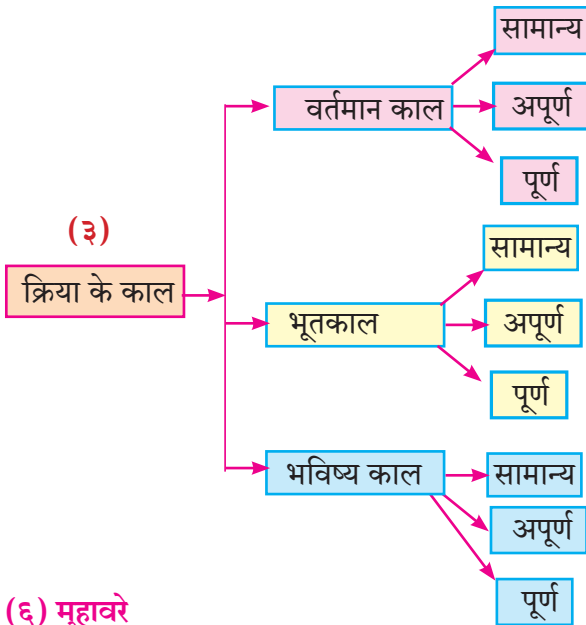 सामान्य
वर्तमान काल
अपूर्ण
पूर्ण
(३)
क्रिया के काल
सामान्य
भूतकाल
अपूर्ण
पूर्ण
भविष्य काल
सामान्य
अपूर्ण
पूर्ण
(६) मुहावरे